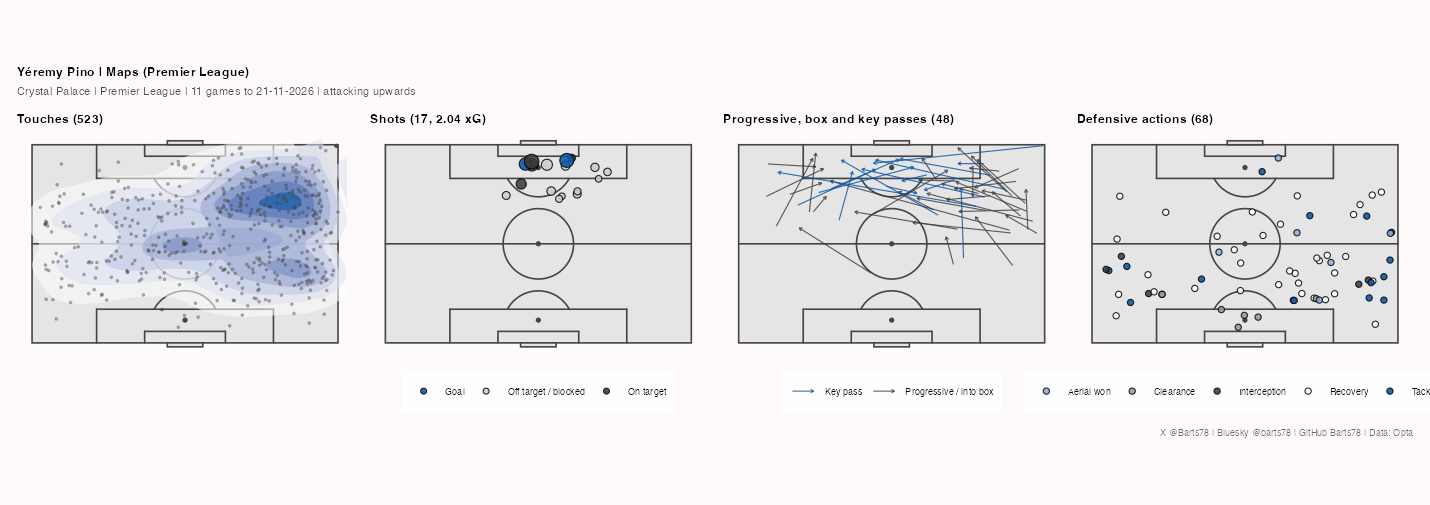 Yéremy Pino | Maps (Premier League)
Crystal Palace | Premier League | 11 games to 21-11-2026 | attacking upwards
Touches (523)
Shots (17, 2.04 xG)
Progressive, box and key passes (48)
Defensive actions (68)
Goal
Off target / blocked
On target
Key pass
Progressive / Into box
Aerial won
Clearance
Interception
Recovery
Tack
X @Barts78 | Bluesky @barts78 | GitHub Barts78 | Data: Opta